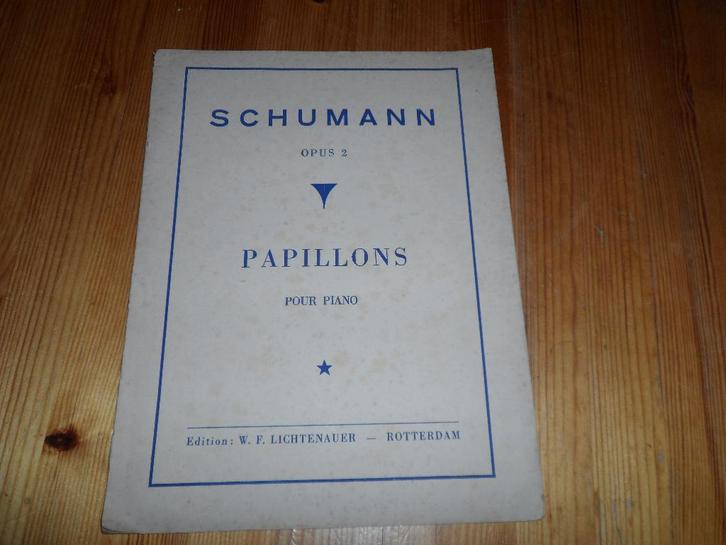 SCHUMANN
OPUS 2
PAPILLONS
POUR PIANO
Edition: W. F. LICHTENAUER — ROTTERDAM